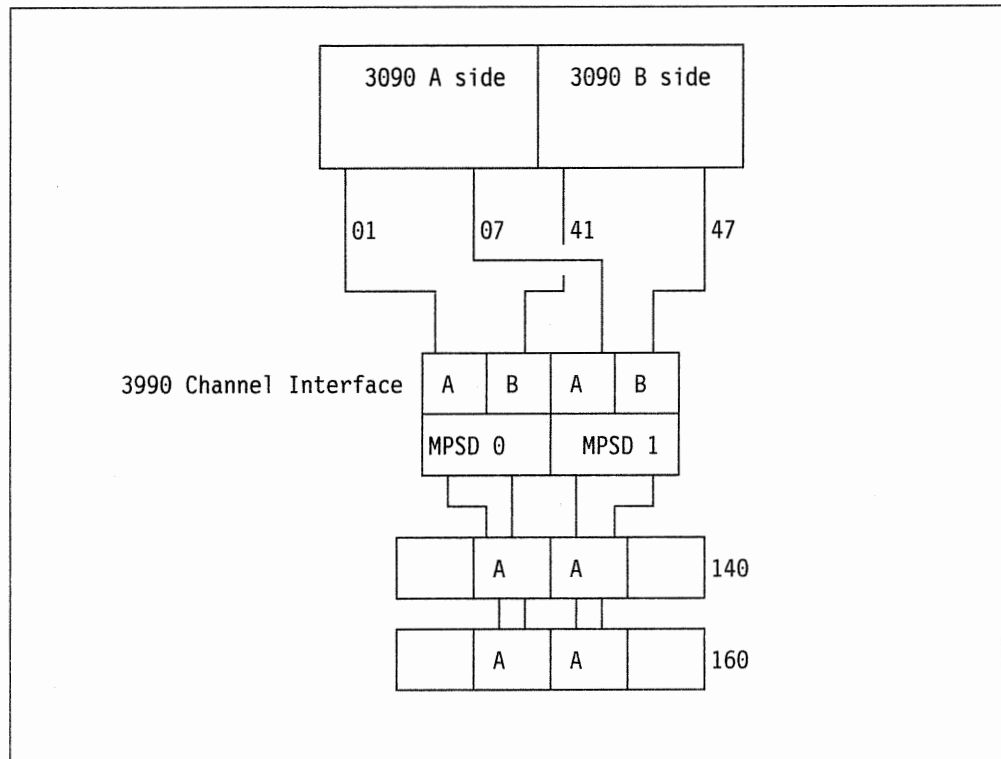 3090 A side 3090 B side
01 07 41 47
3990 Channel Interface A B A B
MPSD 0 MPSD 1
A A 140
A A 160